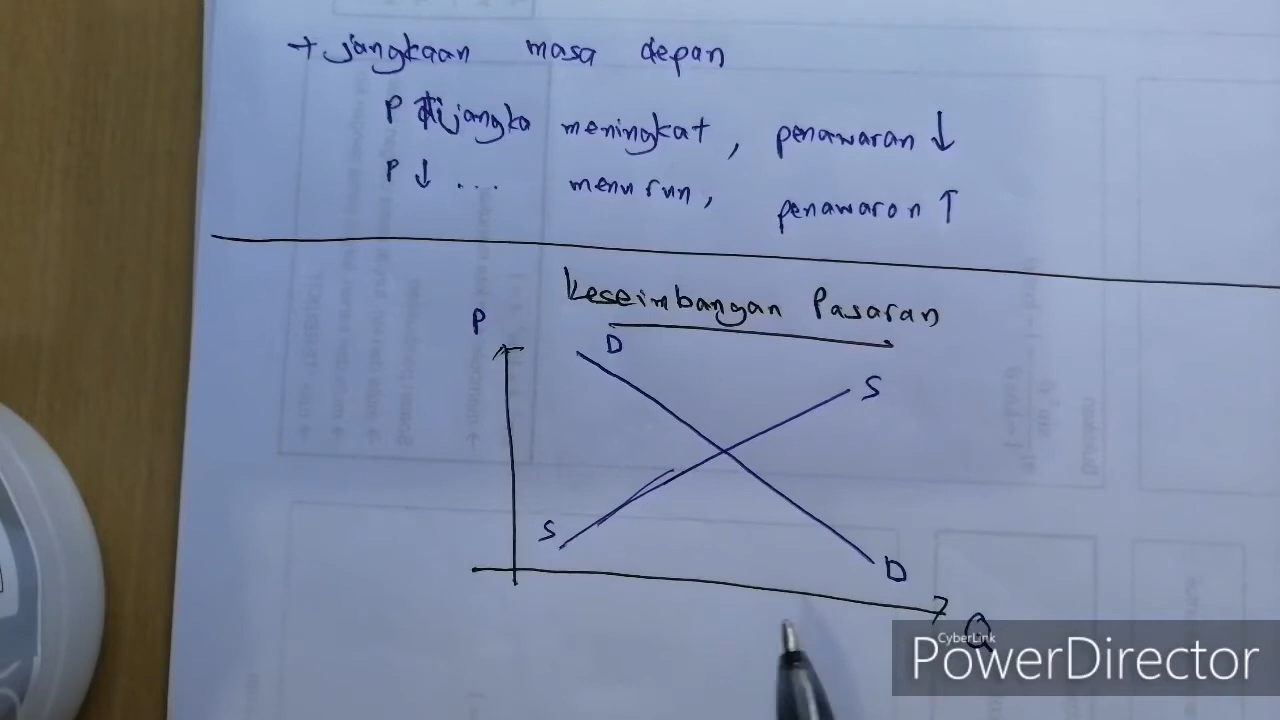 → jangkaan masa depan
P dijangka meningkat, penawaran ↓
P ↓ ... menurun, penawaran ↑
Keseimbangan Pasaran
P
D
S
S
D
Q
CyberLink
PowerDirector